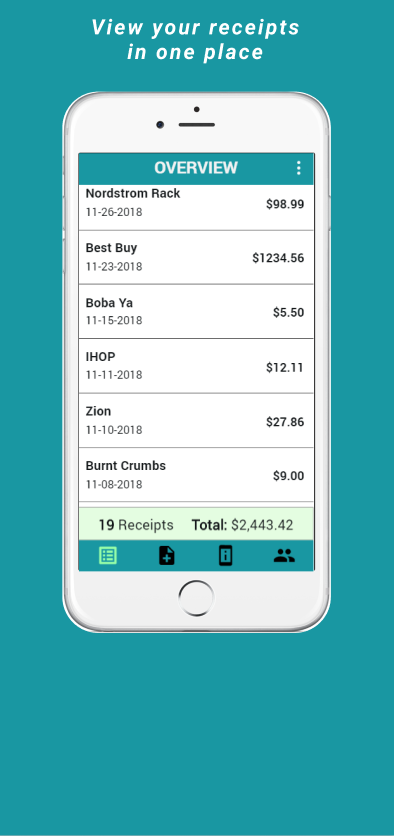 View your receipts
in one place
OVERVIEW
Nordstrom Rack
11-26-2018
$98.99
Best Buy
11-23-2018
$1234.56
Boba Ya
11-15-2018
$5.50
IHOP
11-11-2018
$12.11
Zion
11-10-2018
$27.86
Burnt Crumbs
11-08-2018
$9.00
19 Receipts Total: $2,443.42